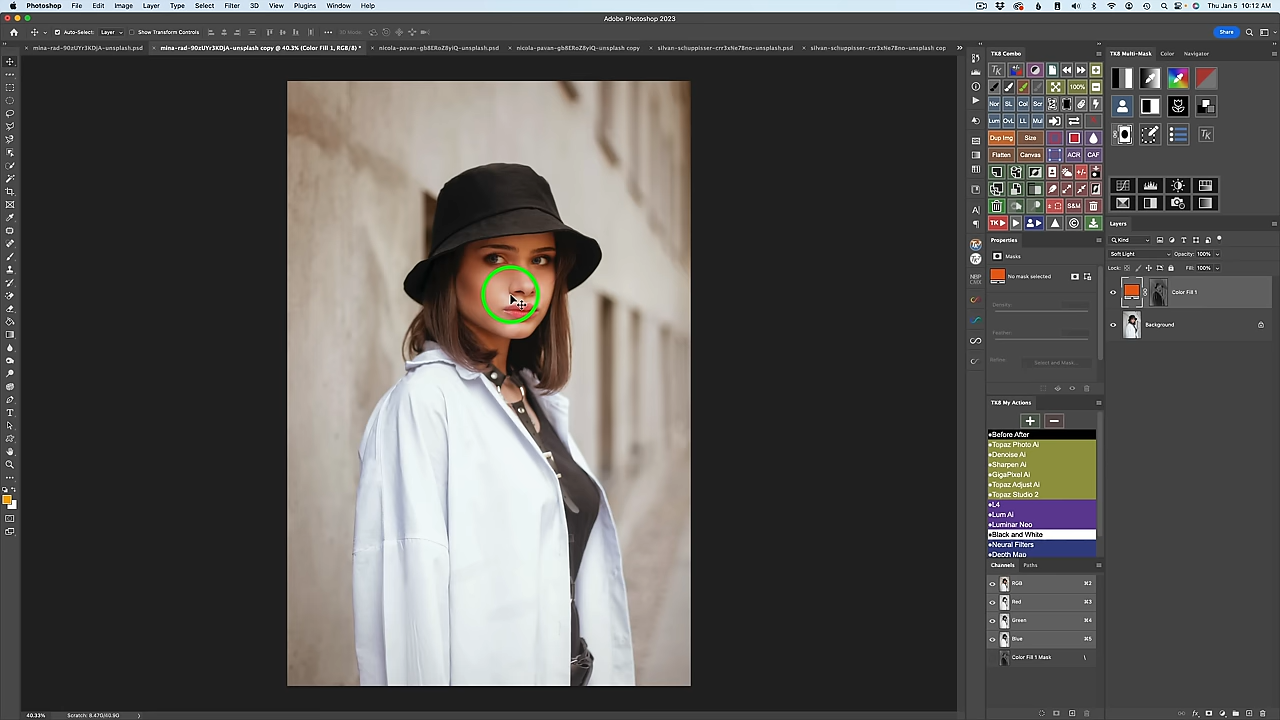 Photoshop File Edit Image Layer Type Select Filter 3D View Plugins Window Help Thu Jan 5 10:12 AM
Adobe Photoshop 2023
Auto-Select: Layer Show Transform Controls 3D Mode Share
mina-rad-90zUYr3KDjA-unsplash.psd
mina-rad-90zUYr3KDjA-unsplash copy @ 40.3% (Color Fill 1, RGB/8) *
nicola-pavan-gb8ERoZ8yiQ-unsplash.psd
nicola-pavan-gb8ERoZ8yiQ-unsplash copy
silvan-schuppisser-crr3xNe78no-unsplash.psd
silvan-schuppisser-crr3xNe78no-unsplash cop
TK8 Combo
TK
100%
Nor SL Col Scr
Lum OvL LL Mul
Dup Img Size
Flatten Canvas ACR CAF
S&M
TK
Properties
Masks
No mask selected
Density:
Feather:
Refine: Select and Mask...
TK8 My Actions
Before After
Topaz Photo Ai
Denoise Ai
Sharpen Ai
GigaPixel Ai
Topaz Adjust Ai
Topaz Studio 2
L4
Lum Ai
Luminar Neo
Black and White
Neural Filters
Depth Map
Channels Paths
RGB ⌘2
Red ⌘3
Green ⌘4
Blue ⌘5
Color Fill 1 Mask \
TK8 Multi-Mask Color Navigator
TK
Layers
Kind
Soft Light Opacity: 100%
Lock: Fill: 100%
Color Fill 1
Background
40.33% Scratch: 8.47G/40.9G